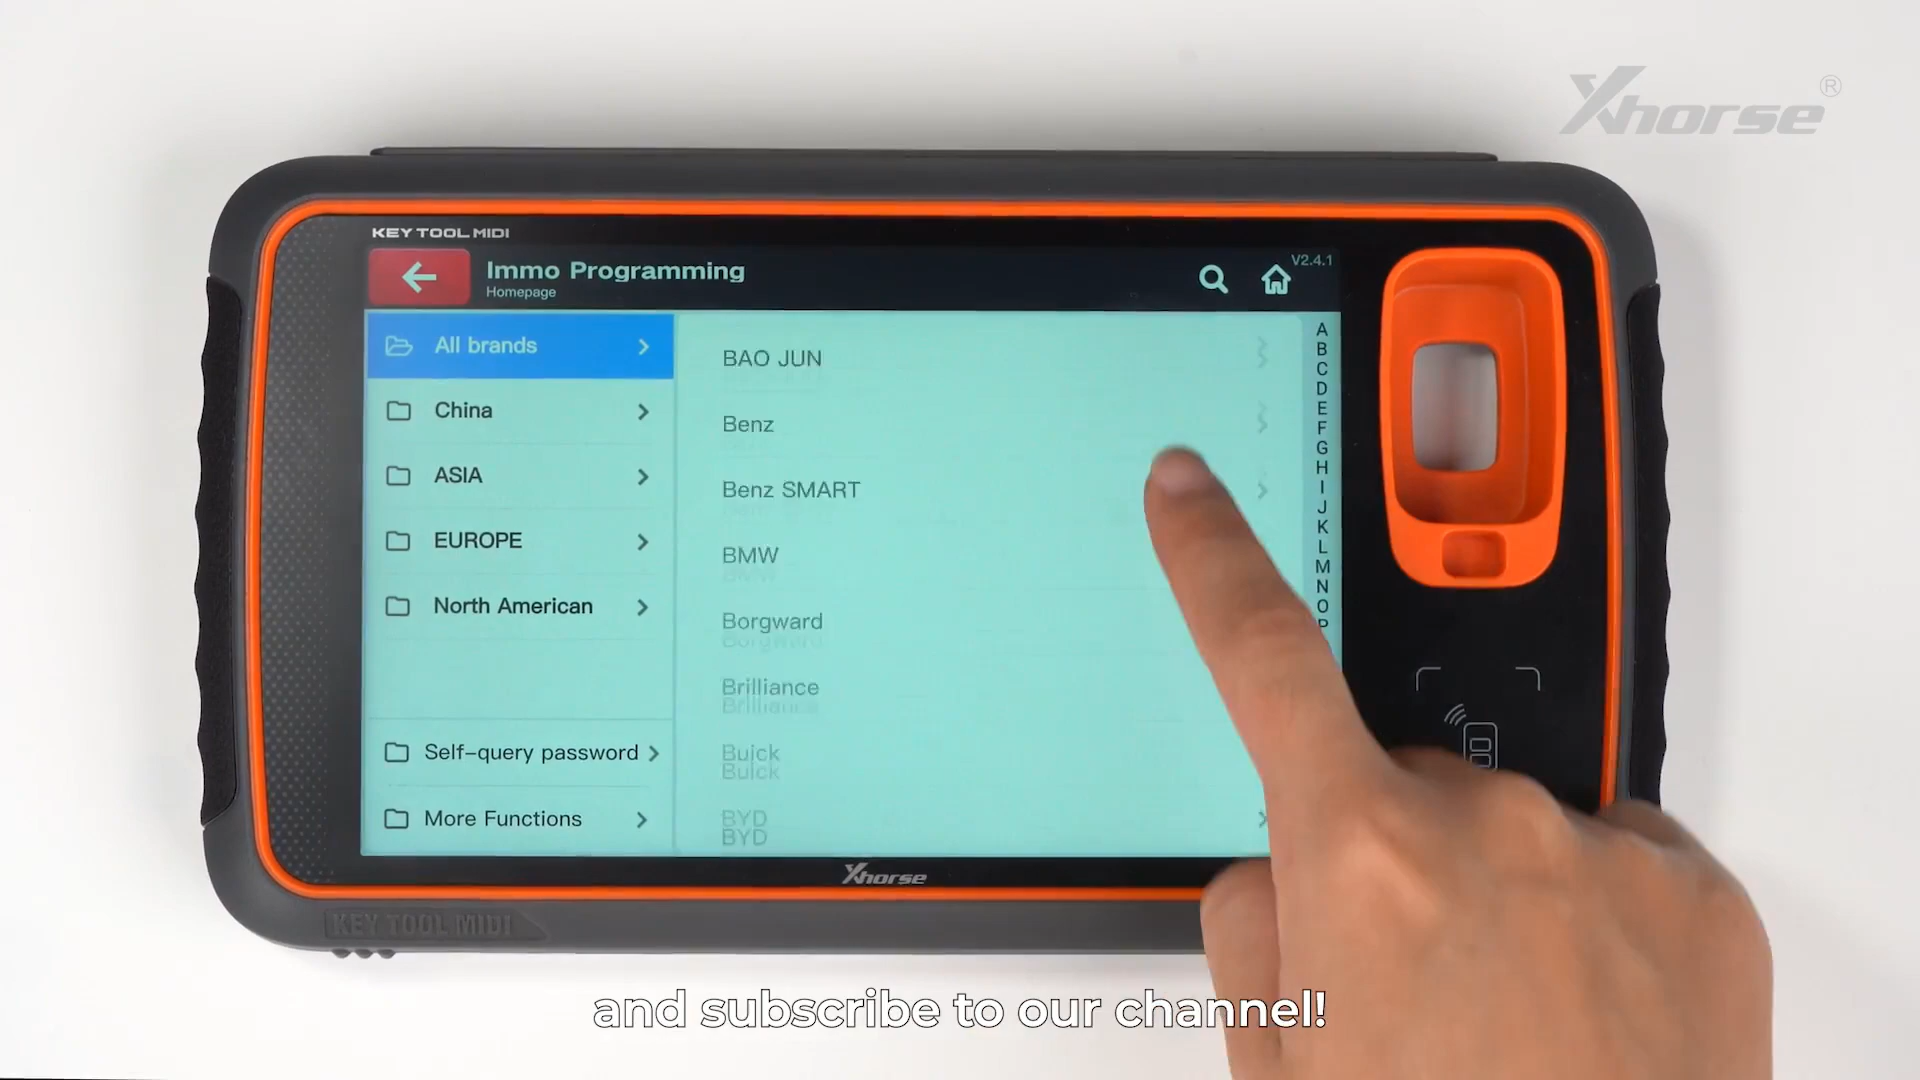 Xhorse®
KEY TOOL MIDI
Immo Programming
Homepage
V2.4.1
All brands
China
ASIA
EUROPE
North American
Self-query password
More Functions
BAO JUN
Benz
Benz SMART
BMW
Borgward
Brilliance
Buick
BYD
A
B
C
D
E
F
G
H
I
J
K
L
M
N
O
P
Xhorse
KEY TOOL MIDI
and subscribe to our channel!